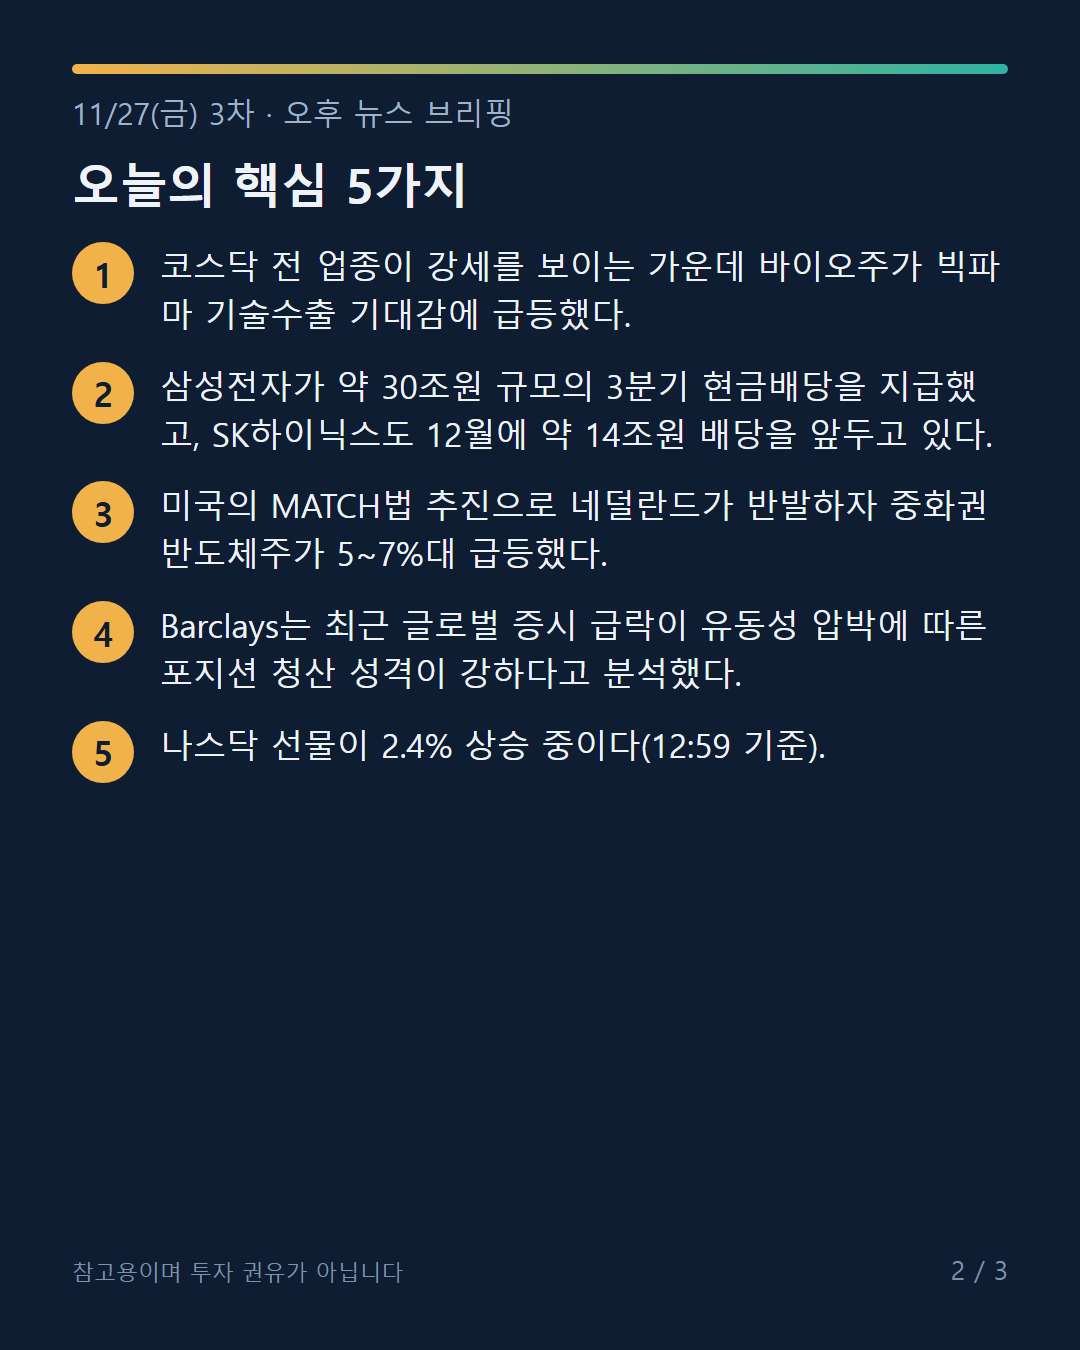 11/27(금) 3차 · 오후 뉴스 브리핑
오늘의 핵심 5가지
1 코스닥 전 업종이 강세를 보이는 가운데 바이오주가 빅파
마 기술수출 기대감에 급등했다.
2 삼성전자가 약 30조원 규모의 3분기 현금배당을 지급했
고, SK하이닉스도 12월에 약 14조원 배당을 앞두고 있다.
3 미국의 MATCH법 추진으로 네덜란드가 반발하자 중화권
반도체주가 5~7%대 급등했다.
4 Barclays는 최근 글로벌 증시 급락이 유동성 압박에 따른
포지션 청산 성격이 강하다고 분석했다.
5 나스닥 선물이 2.4% 상승 중이다(12:59 기준).
참고용이며 투자 권유가 아닙니다
2 / 3